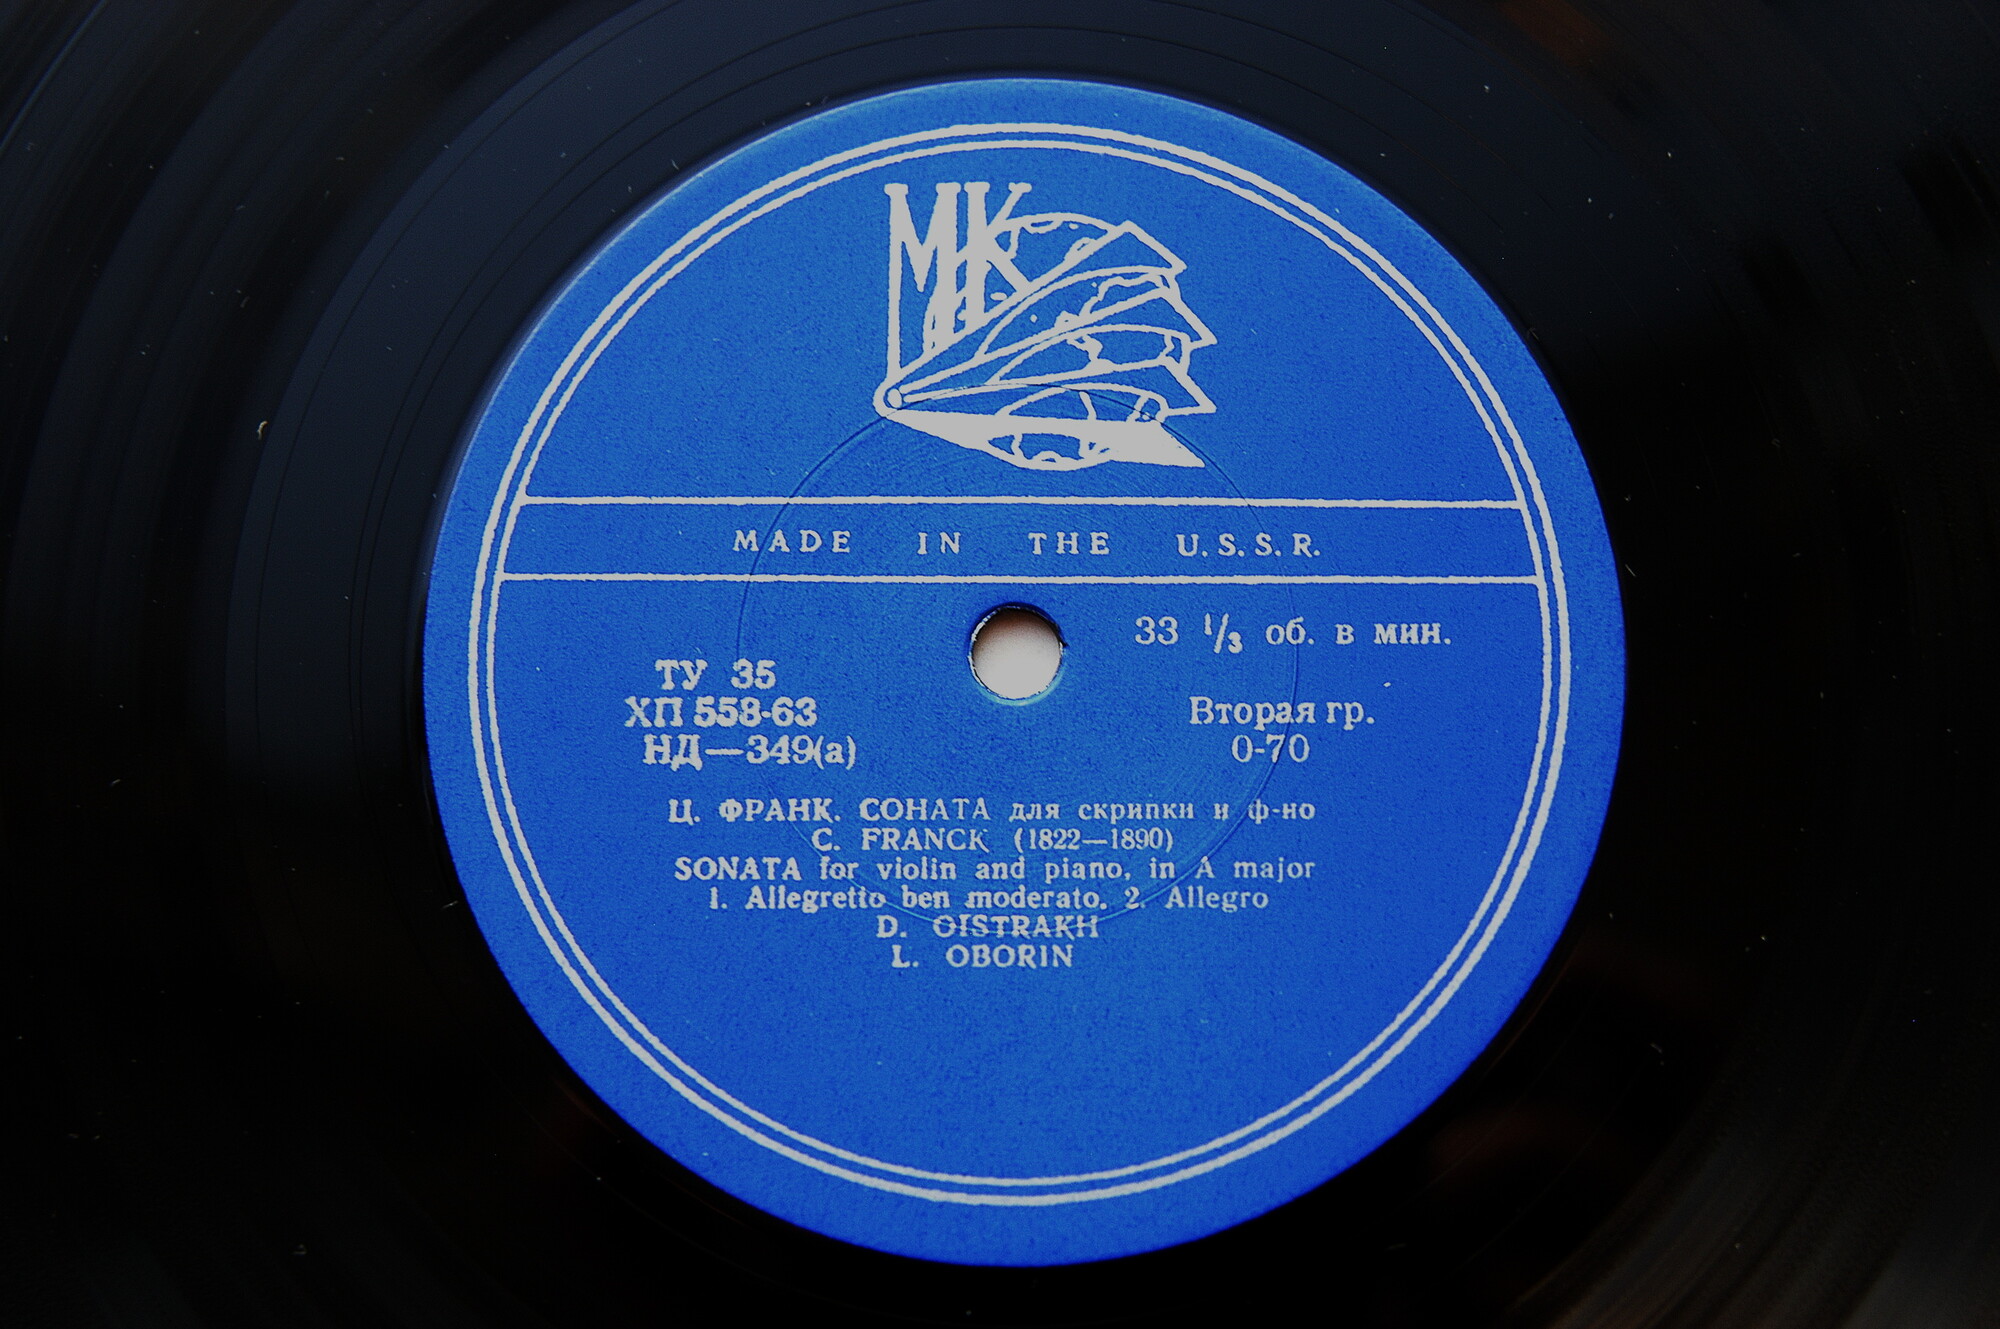 МК
MADE IN THE U.S.S.R.
33 1/3 об. в мин.
ТУ 35
ХП 558-63
НД—349(а)
Вторая гр.
0-70
Ц. ФРАНК. СОНАТА для скрипки и ф-но
C. FRANCK (1822—1890)
SONATA for violin and piano, in A major
1. Allegretto ben moderato. 2. Allegro
D. OISTRAKH
L. OBORIN